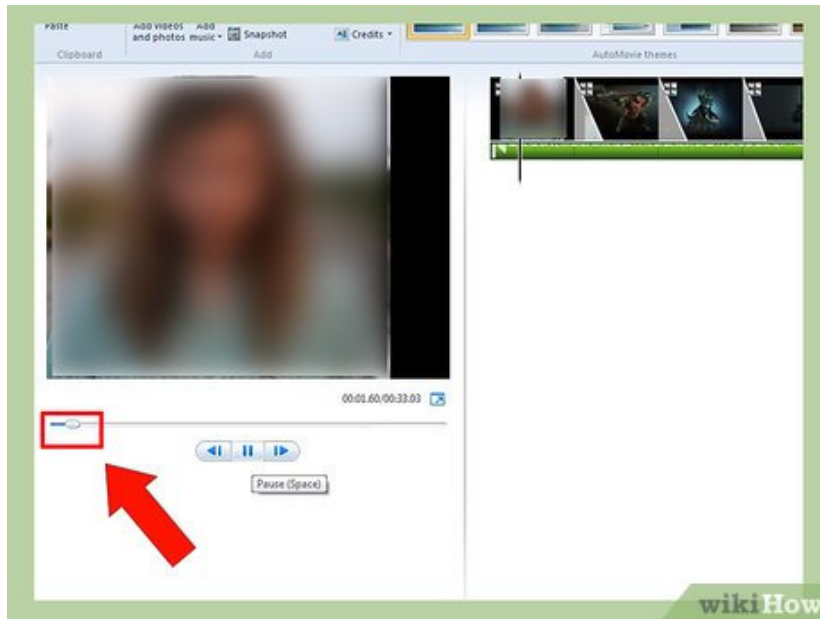 Paste
Add videos Add
and photos music Snapshot
Credits
Clipboard
Add
AutoMovie themes
00:01.60/00:33.03
Pause (Space)
wikiHow